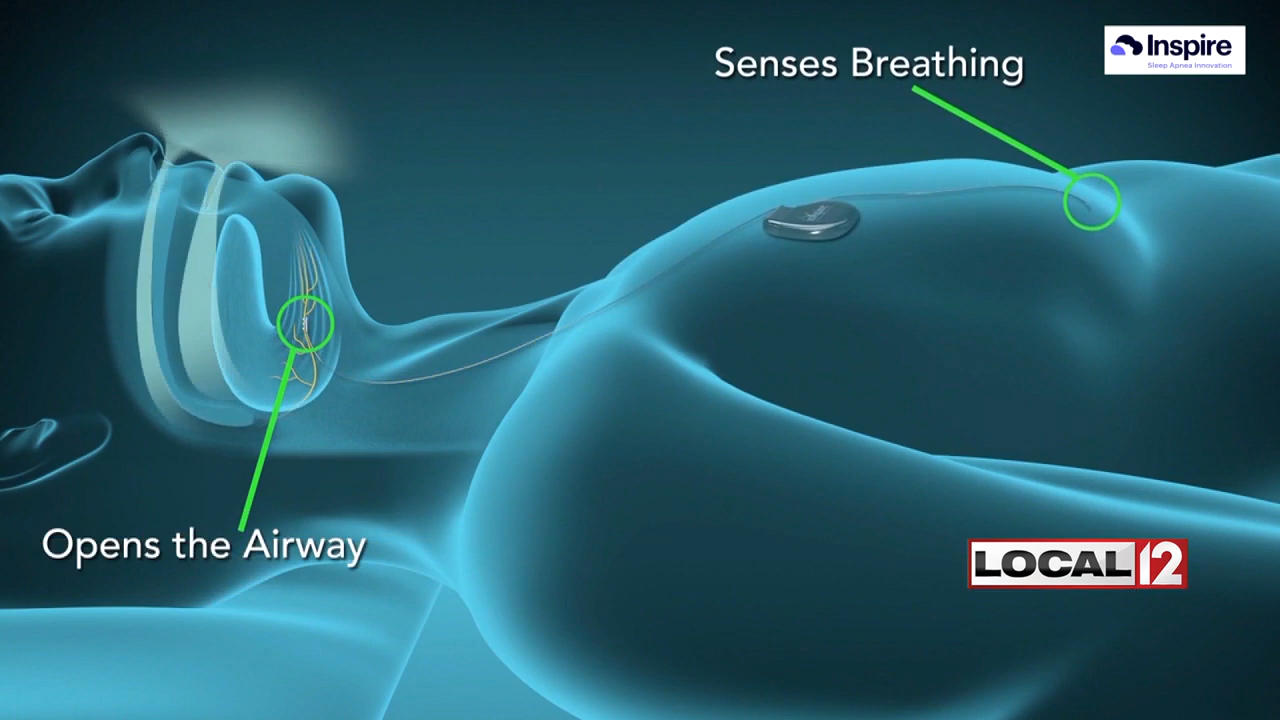 Senses Breathing
Inspire
Sleep Apnea Innovation
Opens the Airway
LOCAL 12